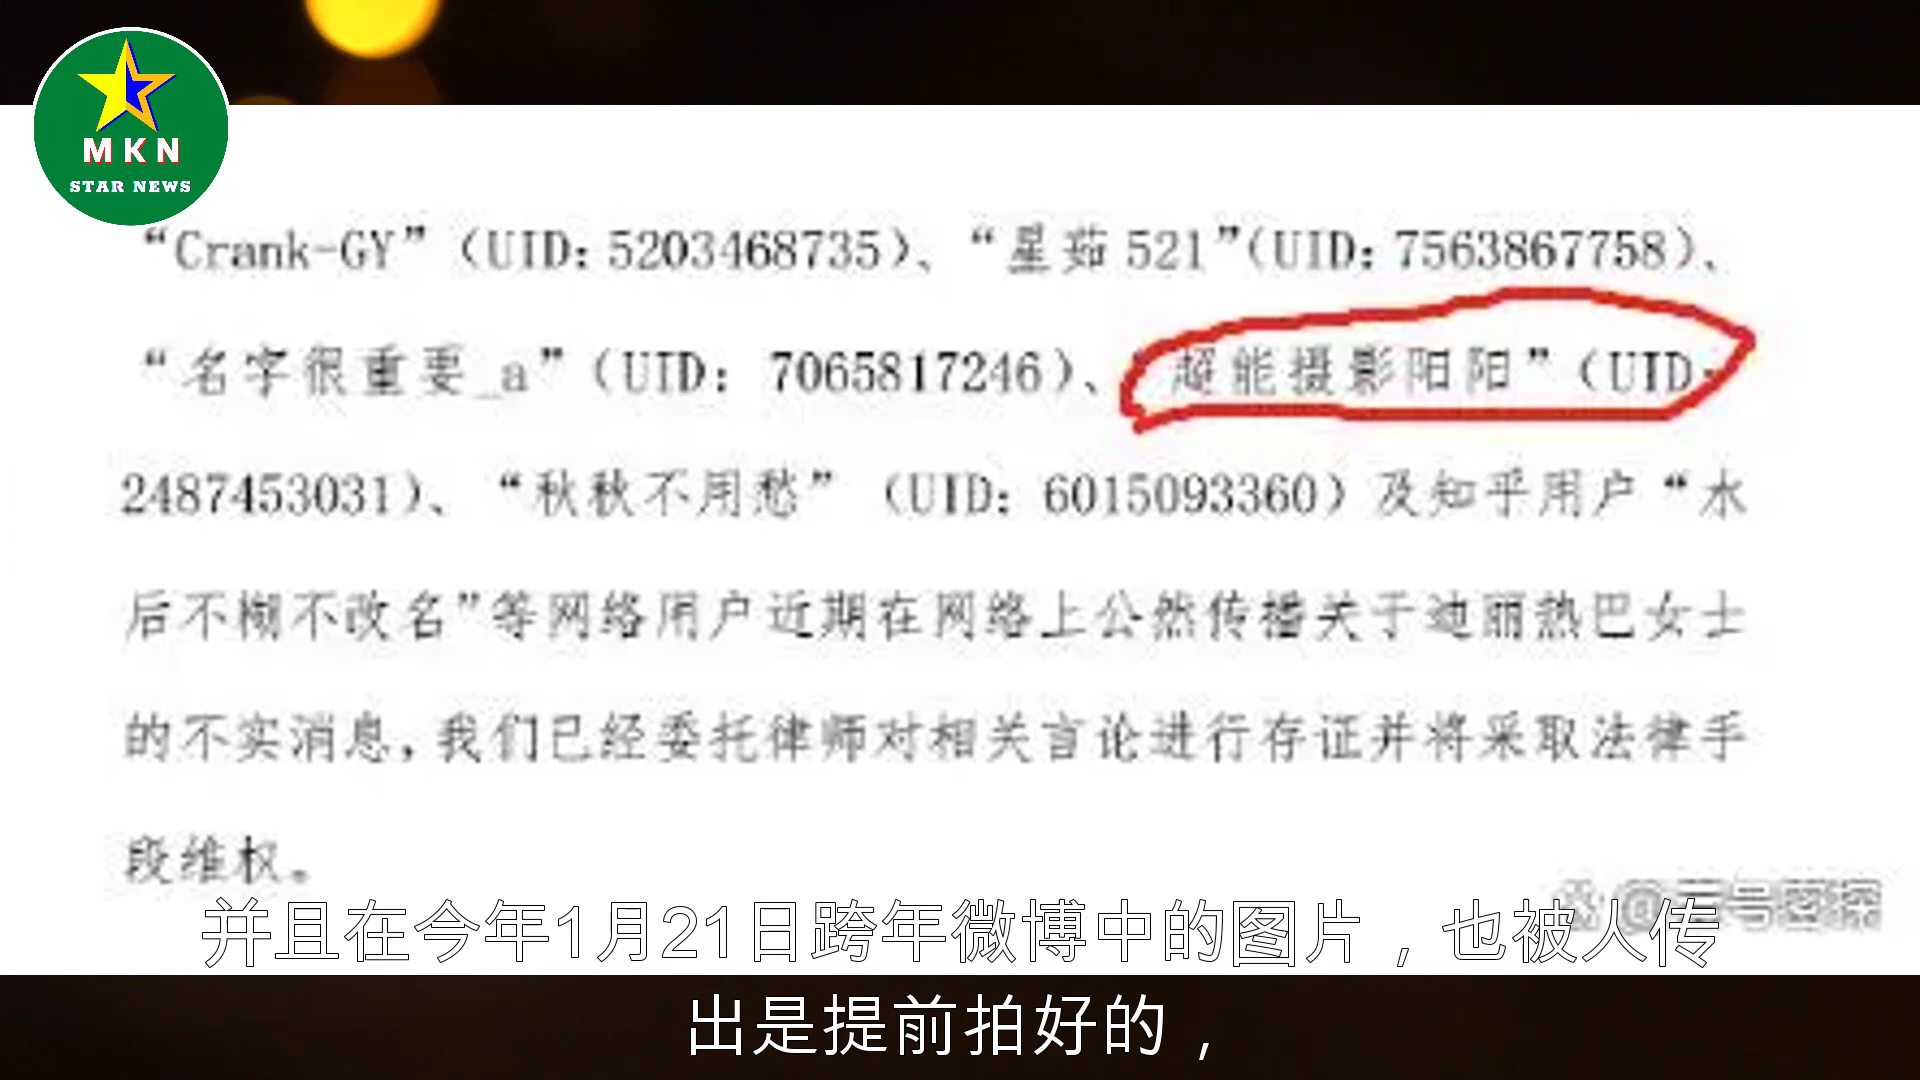 MKN
STAR NEWS
“Crank-GY”（UID：5203468735）、“星茹521”（UID：7563867758）、
“名字很重要_a”（UID：7065817246）、 超能摄影阳阳”（UID：
2487453031）、“秋秋不用愁”（UID：6015093360）及知乎用户“水
后不糊不改名”等网络用户近期在网络上公然传播关于迪丽热巴女士
的不实消息，我们已经委托律师对相关言论进行存证并将采取法律手
段维权。
并且在今年1月21日跨年微博中的图片，也被人传
出是提前拍好的，